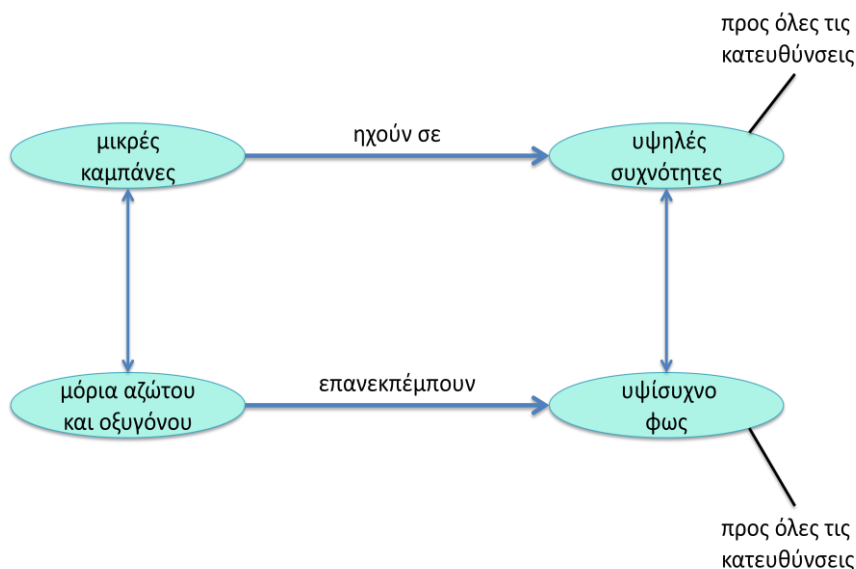 προς όλες τις
κατευθύνσεις
μικρές
καμπάνες
ηχούν σε
υψηλές
συχνότητες
μόρια αζώτου
και οξυγόνου
επανεκπέμπουν
υψίσυχνο
φως
προς όλες τις
κατευθύνσεις